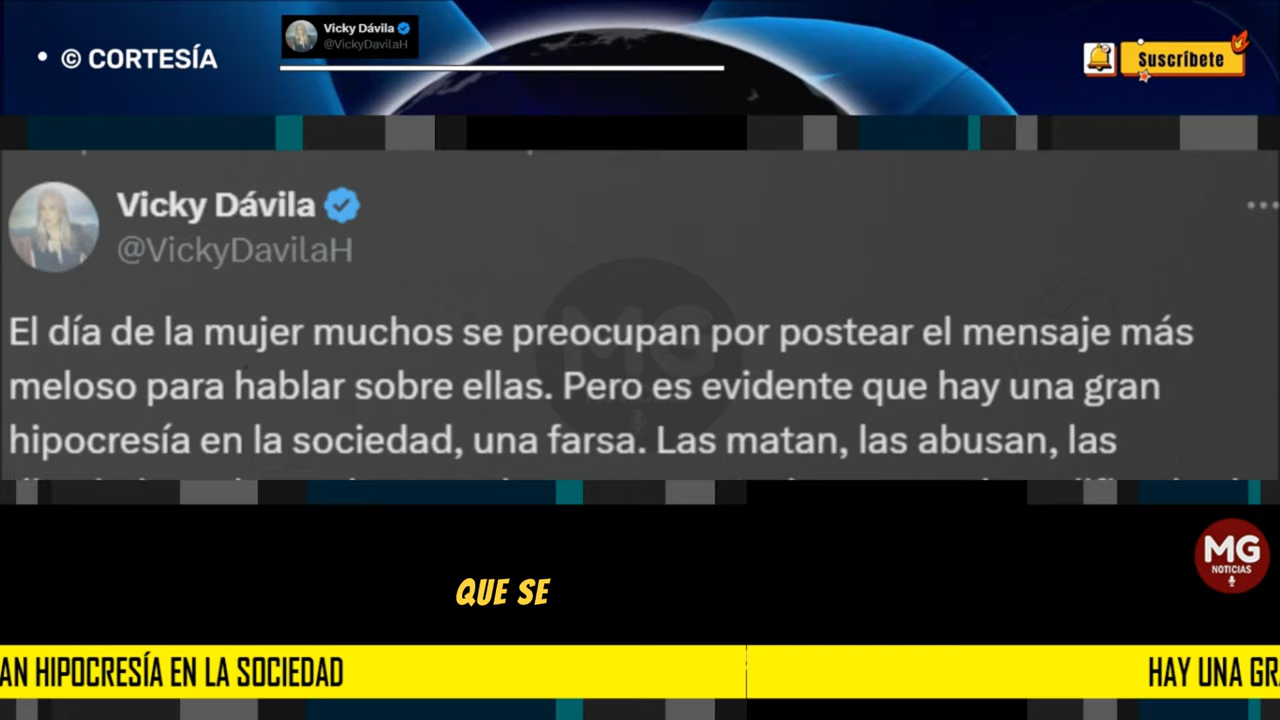 • © CORTESÍA
Vicky Dávila
@VickyDavilaH
Suscríbete
Vicky Dávila
@VickyDavilaH
El día de la mujer muchos se preocupan por postear el mensaje más
meloso para hablar sobre ellas. Pero es evidente que hay una gran
hipocresía en la sociedad, una farsa. Las matan, las abusan, las
MG
NOTICIAS
QUE SE
AN HIPOCRESÍA EN LA SOCIEDAD
HAY UNA GR